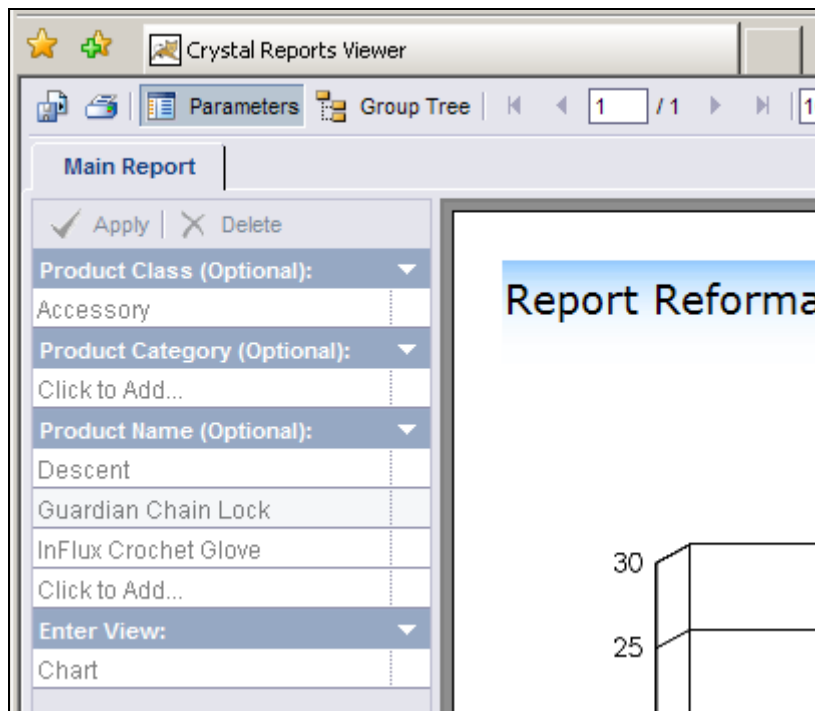 Crystal Reports Viewer
Parameters Group Tree 1 / 1 1
Main Report
Apply Delete
Product Class (Optional):
Accessory
Product Category (Optional):
Click to Add...
Product Name (Optional):
Descent
Guardian Chain Lock
InFlux Crochet Glove
Click to Add...
Enter View:
Chart
Report Reforma
30
25